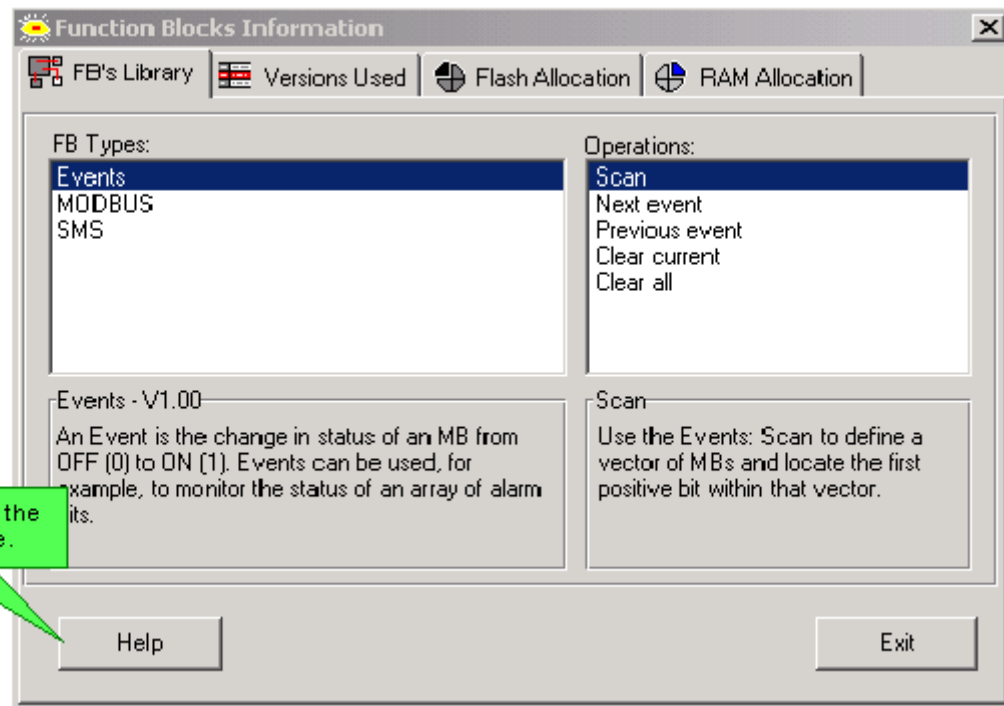 Function Blocks Information
FB's Library
Versions Used
Flash Allocation
RAM Allocation
FB Types:
Events
MODBUS
SMS
Operations:
Scan
Next event
Previous event
Clear current
Clear all
Events - V1.00
An Event is the change in status of an MB from
OFF (0) to ON (1). Events can be used, for
example, to monitor the status of an array of alarm
its.
Scan
Use the Events: Scan to define a
vector of MBs and locate the first
positive bit within that vector.
the
e.
Help
Exit